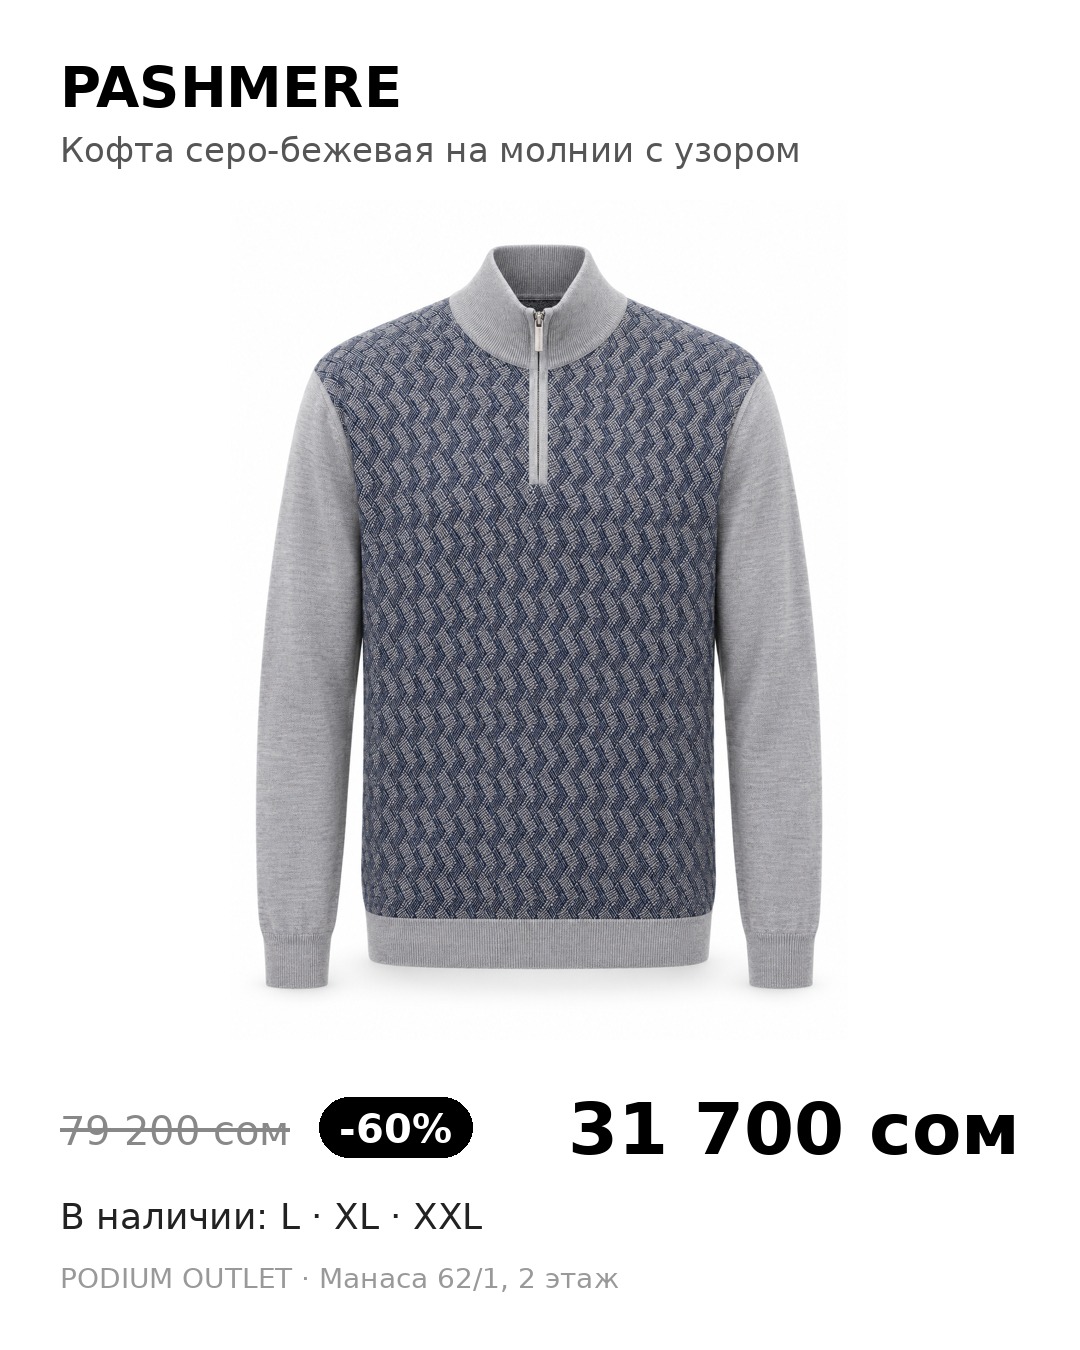 PASHMERE
Кофта серо-бежевая на молнии с узором
79 200 сом -60% 31 700 сом
В наличии: L · XL · XXL
PODIUM OUTLET · Манаса 62/1, 2 этаж